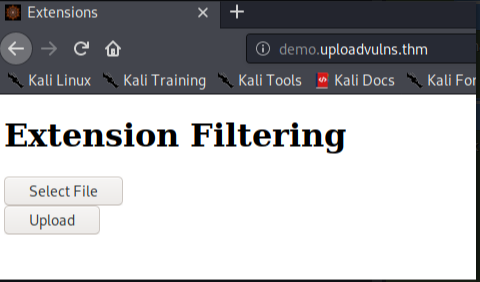 Extensions
demo.uploadvulns.thm
Kali Linux Kali Training Kali Tools Kali Docs Kali For
Extension Filtering
Select File
Upload